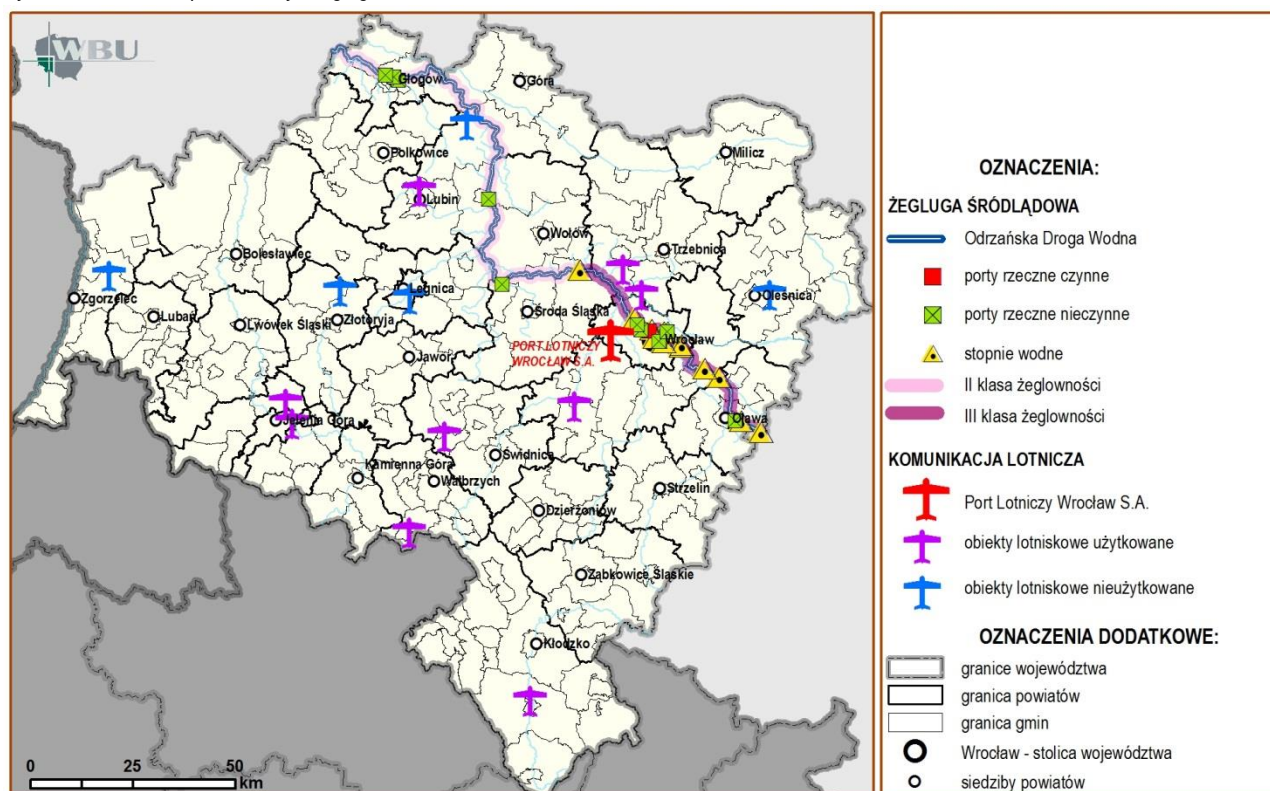 WBU
Głogów
Góra
Polkowice
Milicz
Lubin
Wołów
Trzebnica
Bolesławiec
Zgorzelec
Legnica
Oleśnica
Lubań
Lwówek Śląski
Złotoryja
Środa Śląska
PORT LOTNICZY
WROCŁAW S.A.
Wrocław
Jawor
Jelenia Góra
Oława
Kamienna Góra
Świdnica
Wałbrzych
Strzelin
Dzierżoniów
Ząbkowice Śląskie
Kłodzko
0 25 50
km
OZNACZENIA:
ŻEGLUGA ŚRÓDLĄDOWA
Odrzańska Droga Wodna
porty rzeczne czynne
porty rzeczne nieczynne
stopnie wodne
II klasa żeglowności
III klasa żeglowności
KOMUNIKACJA LOTNICZA
Port Lotniczy Wrocław S.A.
obiekty lotniskowe użytkowane
obiekty lotniskowe nieużytkowane
OZNACZENIA DODATKOWE:
granice województwa
granica powiatów
granica gmin
Wrocław - stolica województwa
siedziby powiatów